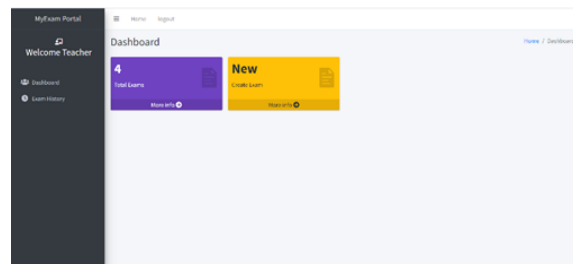 MyExam Portal
Home logout
Welcome Teacher
Dashboard
Exam History
Dashboard
Home / Dashboard
4
Total Exams
More info
New
Create Exam
More info